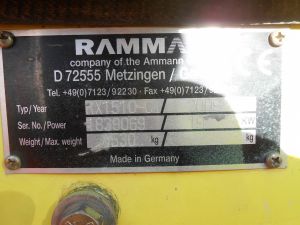 RAMMA
company of the Ammann
D 72555 Metzingen /
Tel. +49(0)7123/92230 - Fax +49(0)7123/
Typ/Year
Ser. No./Power KW
Weight/Max. weight kg kg
Made in Germany